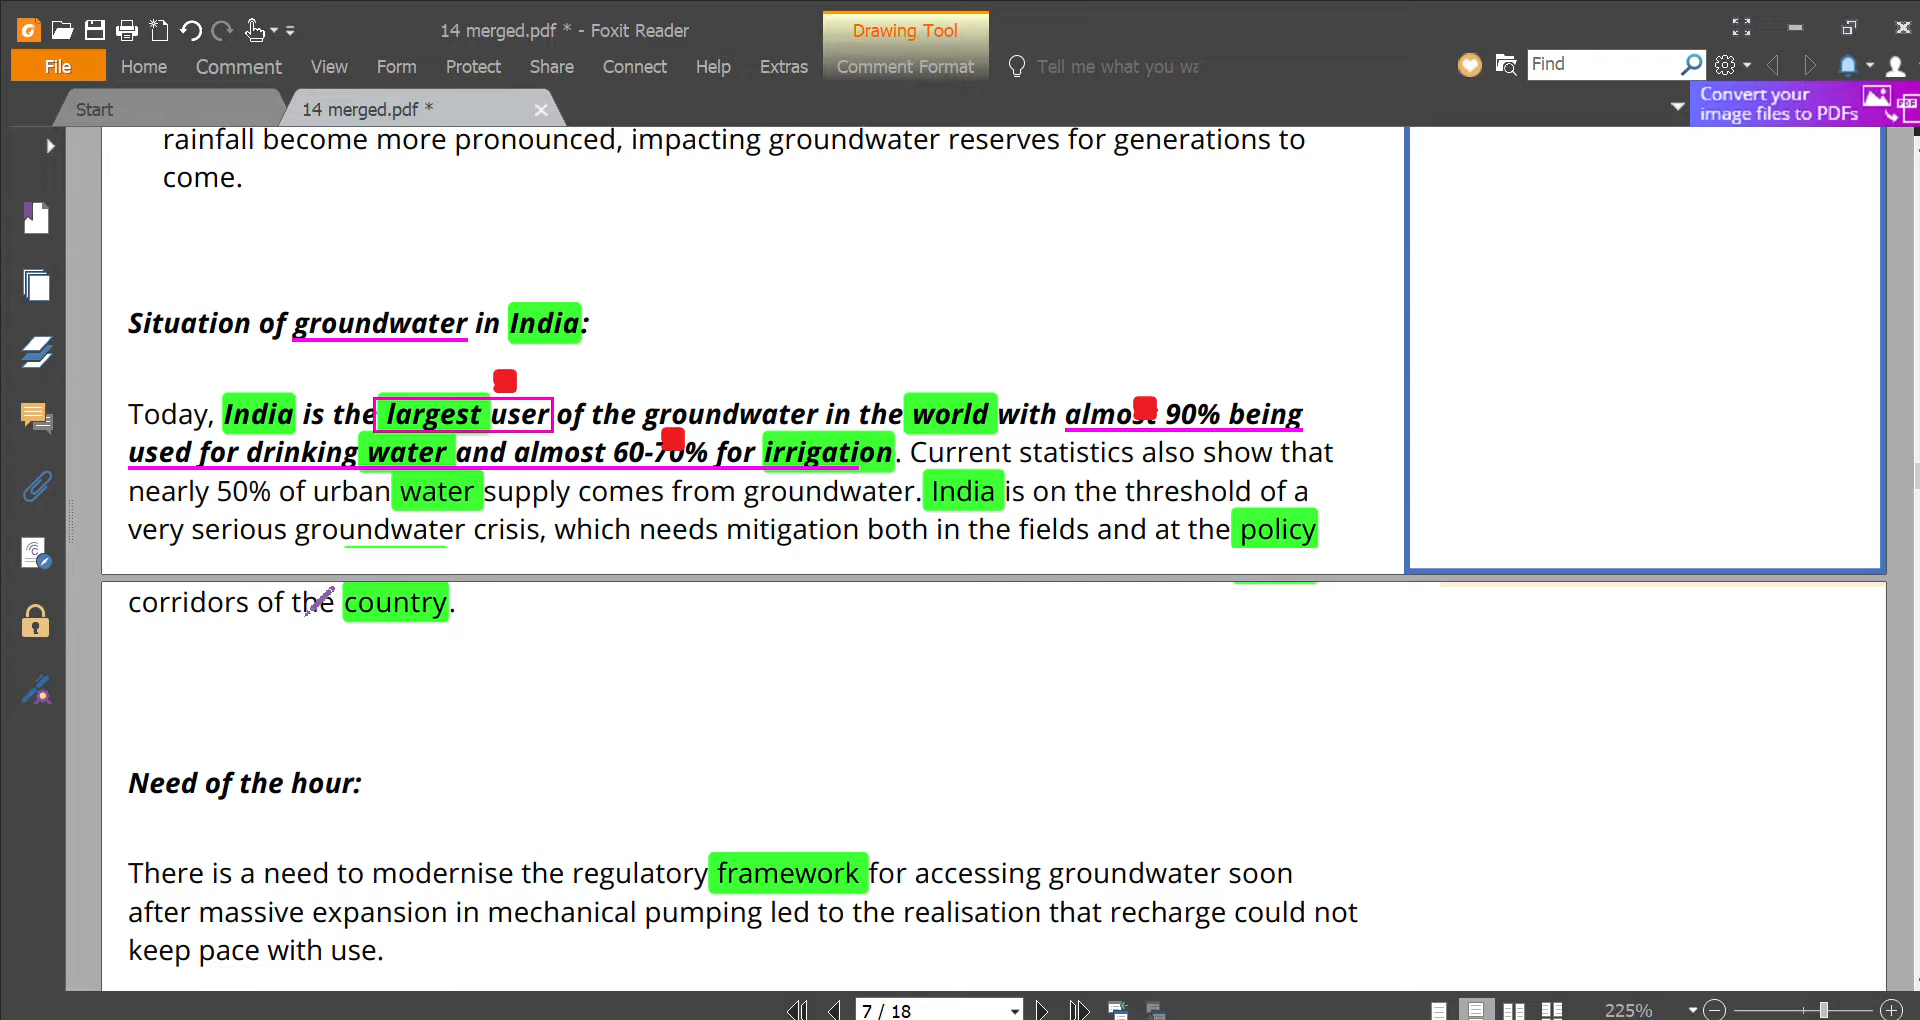 14 merged.pdf * - Foxit Reader
Drawing Tool
File Home Comment View Form Protect Share Connect Help Extras Comment Format Tell me what you wa Find
Start 14 merged.pdf *
Convert your
image files to PDFs
rainfall become more pronounced, impacting groundwater reserves for generations to
come.
Situation of groundwater in India:
Today, India is the largest user of the groundwater in the world with almost 90% being
used for drinking water and almost 60-70% for irrigation. Current statistics also show that
nearly 50% of urban water supply comes from groundwater. India is on the threshold of a
very serious groundwater crisis, which needs mitigation both in the fields and at the policy
corridors of the country.
Need of the hour:
There is a need to modernise the regulatory framework for accessing groundwater soon
after massive expansion in mechanical pumping led to the realisation that recharge could not
keep pace with use.
7 / 18
225%